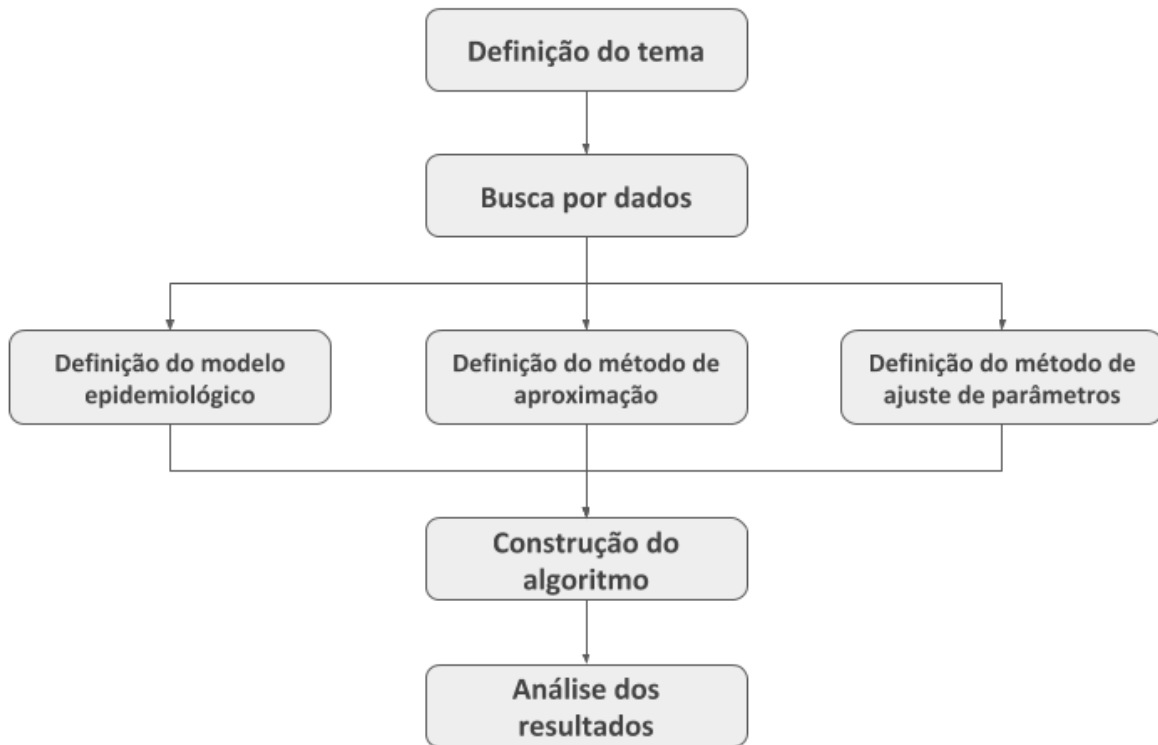 Definição do tema
Busca por dados
Definição do modelo
epidemiológico
Definição do método de
aproximação
Definição do método de
ajuste de parâmetros
Construção do
algoritmo
Análise dos
resultados